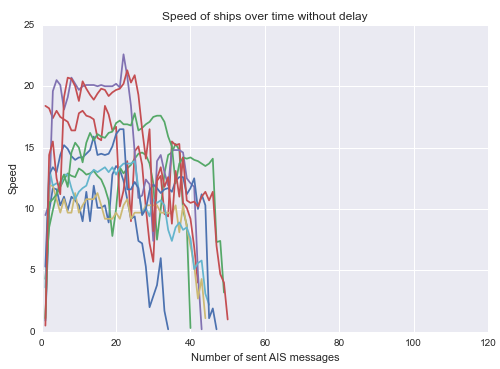 Speed of ships over time without delay
25
20
15
10
5
0
Speed
0 20 40 60 80 100 120
Number of sent AIS messages